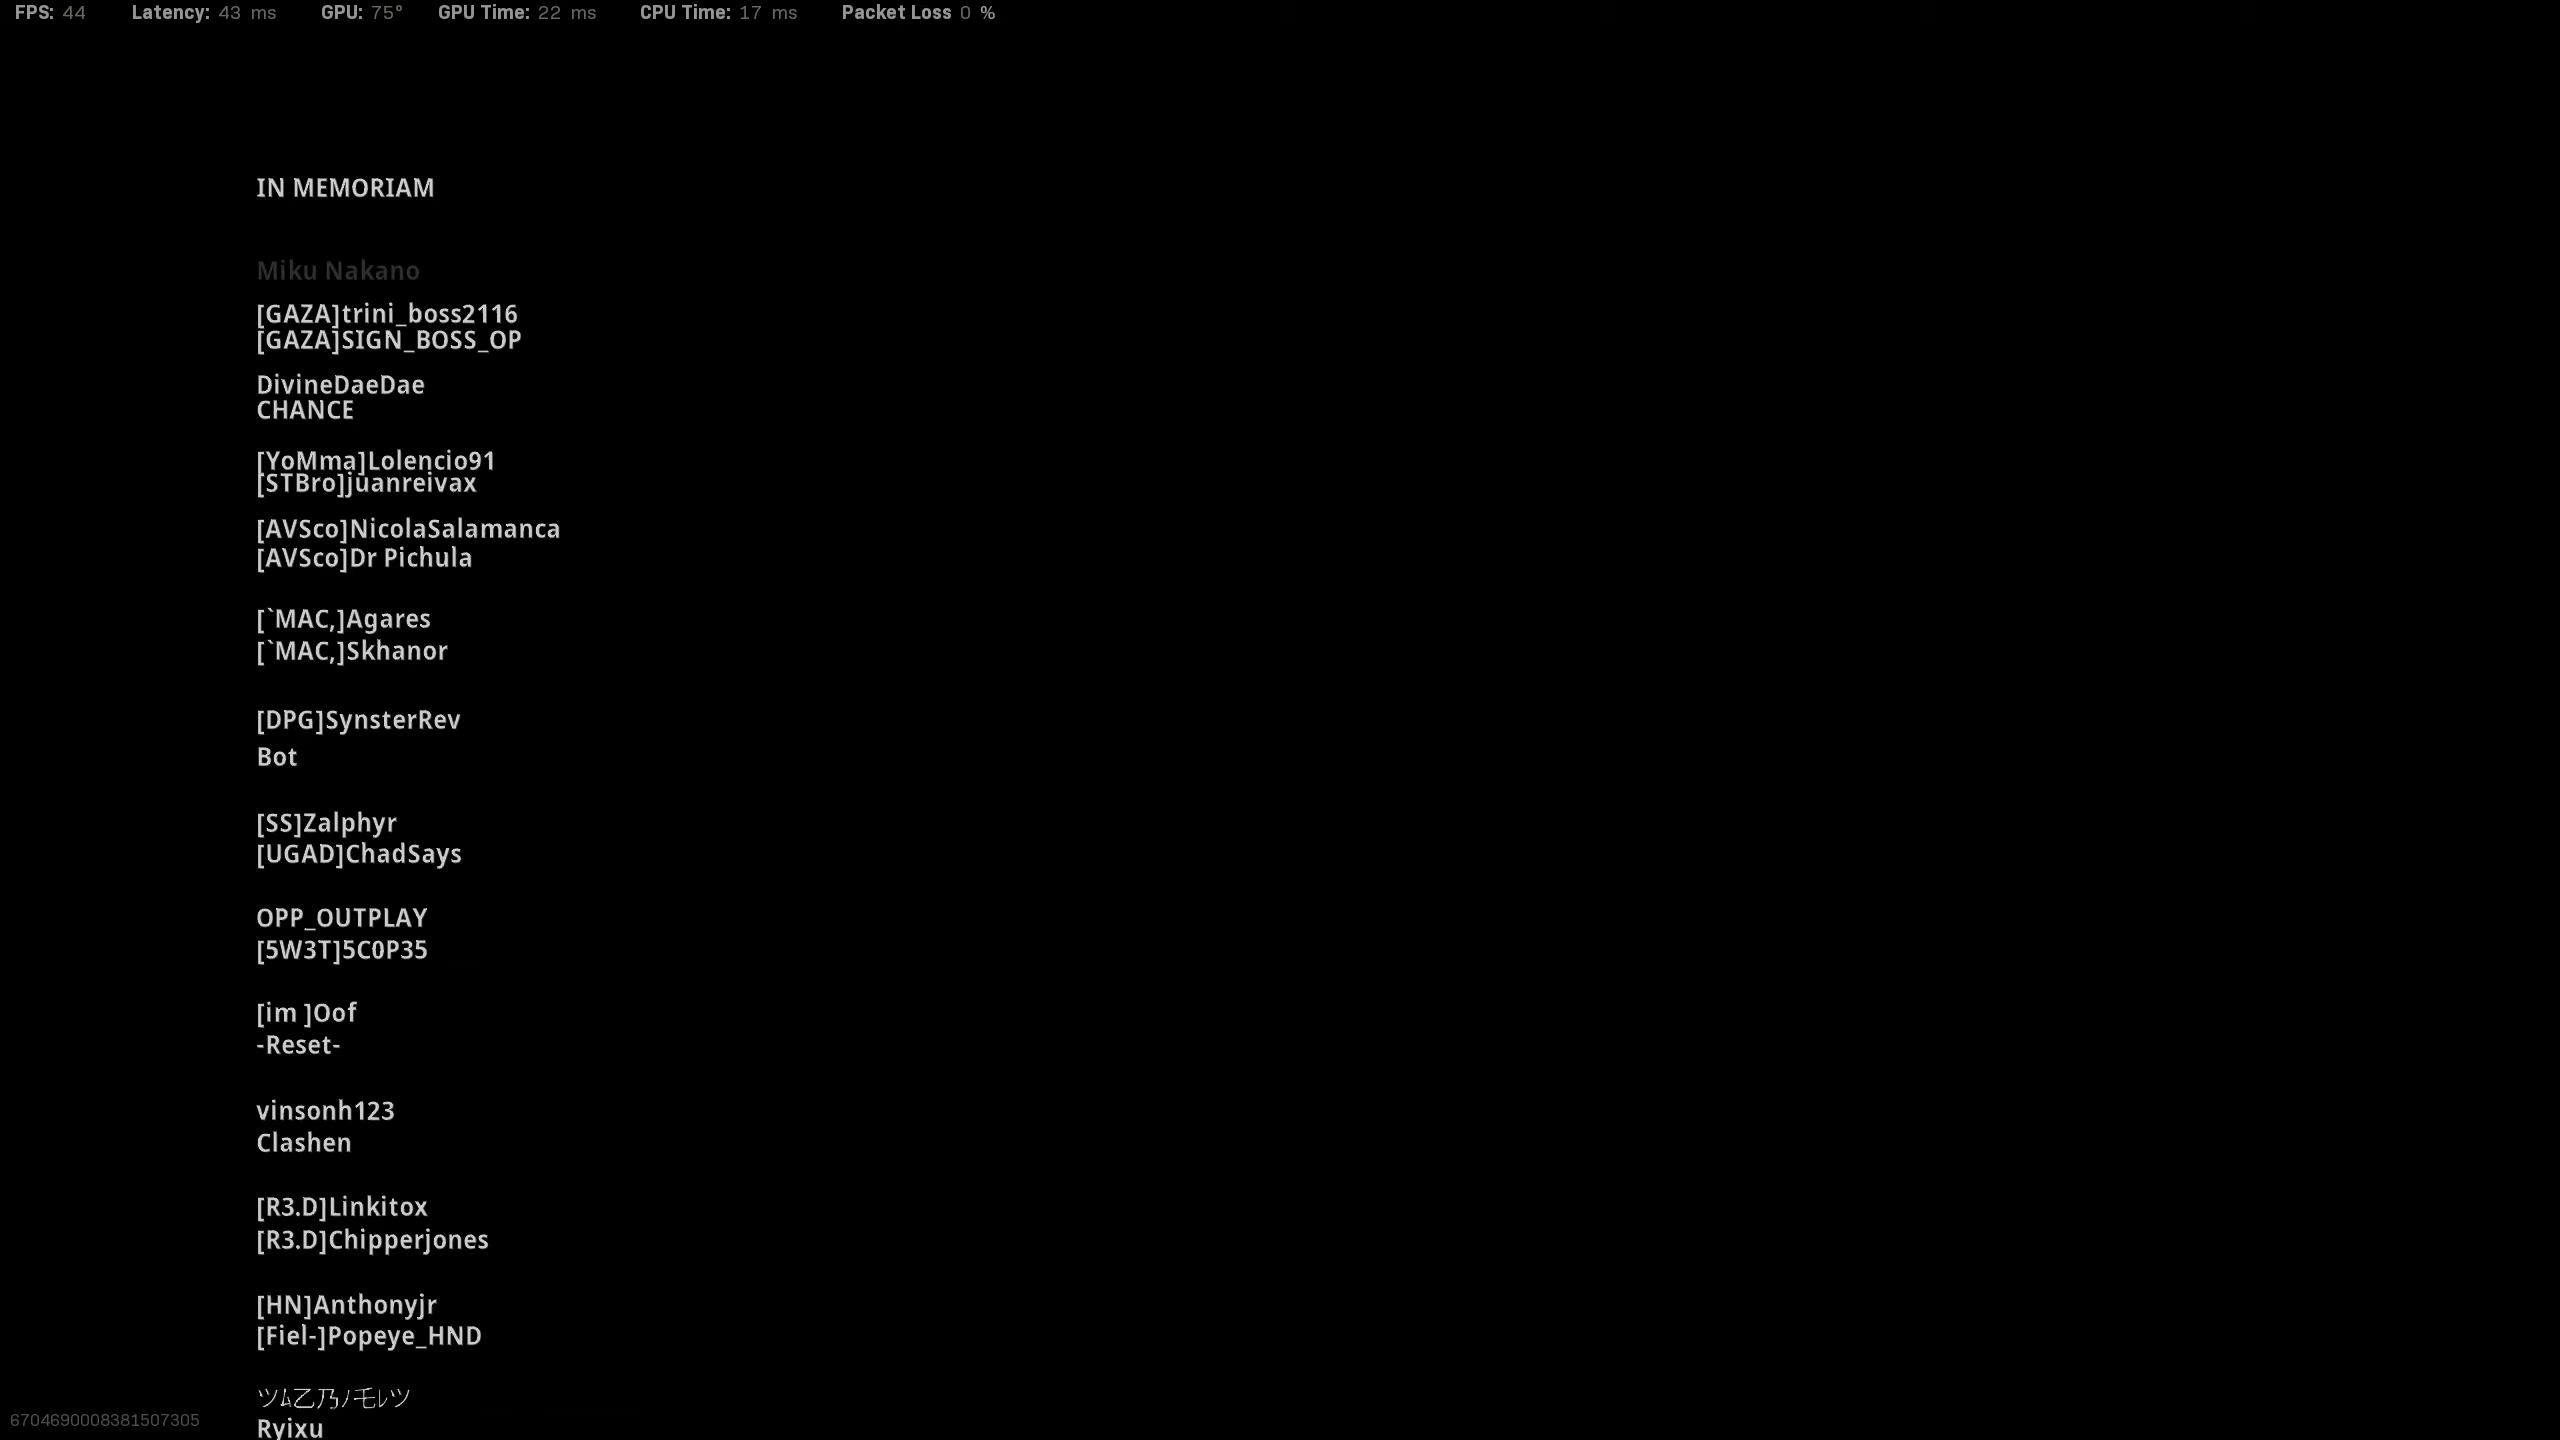 FPS: 44 Latency: 43 ms GPU: 75° GPU Time: 22 ms CPU Time: 17 ms Packet Loss 0 %
IN MEMORIAM
Miku Nakano
[GAZA]trini_boss2116
[GAZA]SIGN_BOSS_OP
DivineDaeDae
CHANCE
[YoMma]Lolencio91
[STBro]juanreivax
[AVSco]NicolaSalamanca
[AVSco]Dr Pichula
[`MAC,]Agares
[`MAC,]Skhanor
[DPG]SynsterRev
Bot
[SS]Zalphyr
[UGAD]ChadSays
OPP_OUTPLAY
[5W3T]5C0P35
[im ]Oof
-Reset-
vinsonh123
Clashen
[R3.D]Linkitox
[R3.D]Chipperjones
[HN]Anthonyjr
[Fiel-]Popeye_HND
ツム乙乃ノモレツ
Ryixu
6704690008381507305